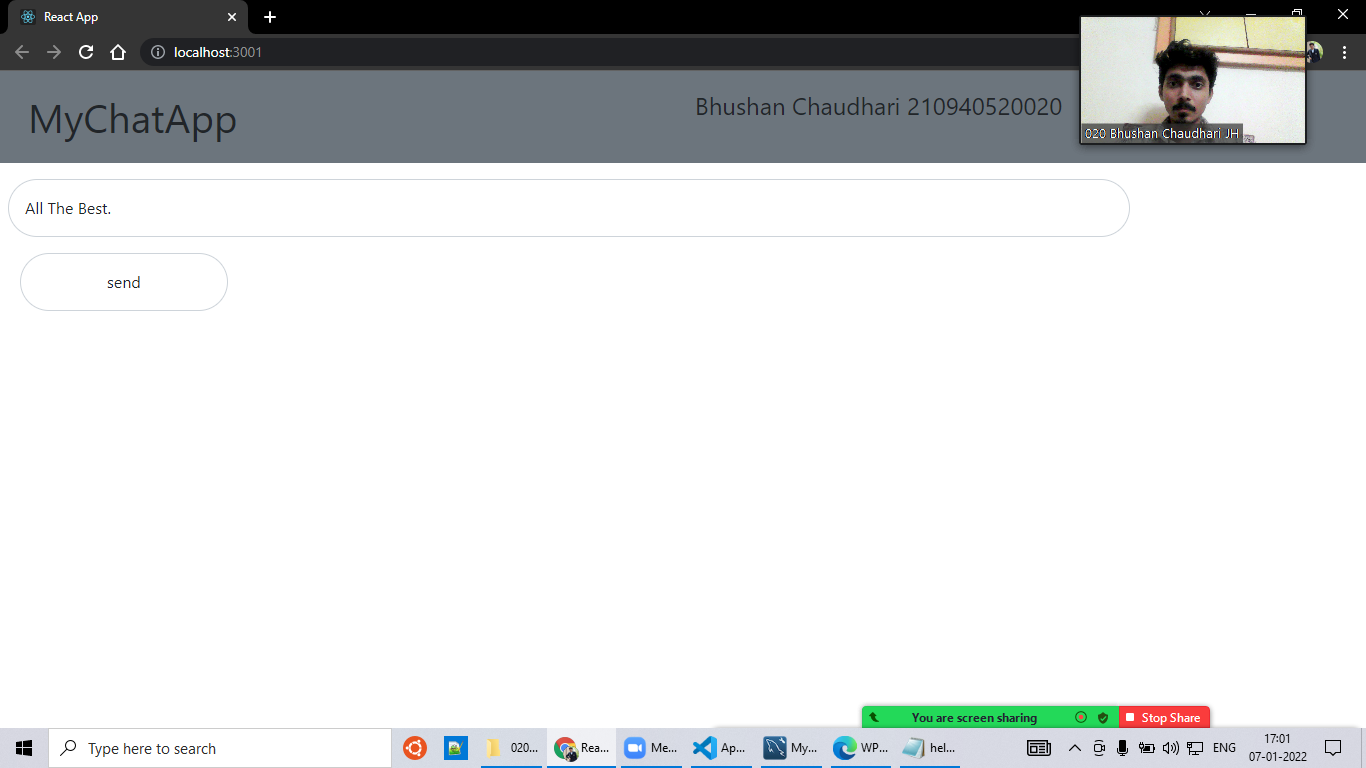 React App
localhost:3001
MyChatApp
Bhushan Chaudhari 210940520020
020 Bhushan Chaudhari JH
All The Best.
send
You are screen sharing
Stop Share
Type here to search
020...
Rea...
Me...
Ap...
My...
WP...
hel...
ENG
17:01
07-01-2022